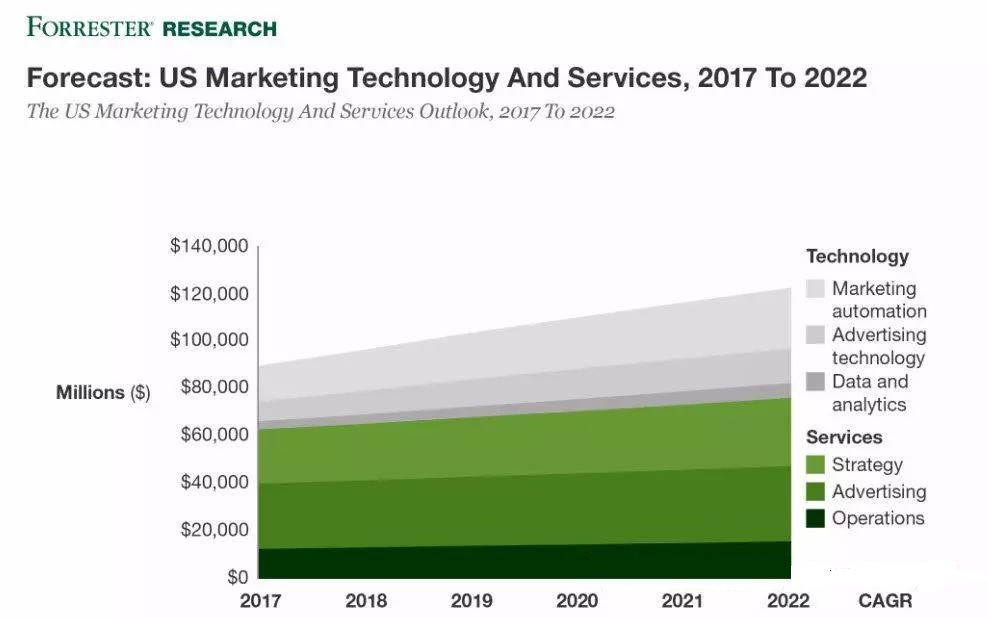 FORRESTER® RESEARCH
Forecast: US Marketing Technology And Services, 2017 To 2022
The US Marketing Technology And Services Outlook, 2017 To 2022
$140,000
$120,000
$100,000
$80,000
$60,000
$40,000
$20,000
$0
Millions ($)
2017 2018 2019 2020 2021 2022 CAGR
Technology
Marketing
automation
Advertising
technology
Data and
analytics
Services
Strategy
Advertising
Operations